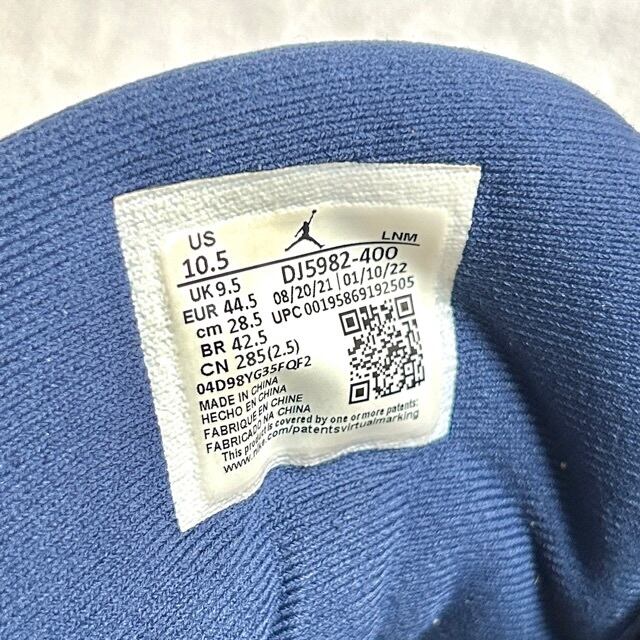 US
10.5
LNM
UK 9.5
DJ5982-400
EUR 44.5
08/20/21 | 01/10/22
cm 28.5
UPC 00195869192505
BR 42.5
CN 285(2.5)
04D98YG35FQF2
MADE IN CHINA
HECHO EN CHINA
FABRIQUE EN CHINE
FABRICADO NA CHINA
This product is covered by one or more patents:
www.nike.com/patentsvirtualmarking